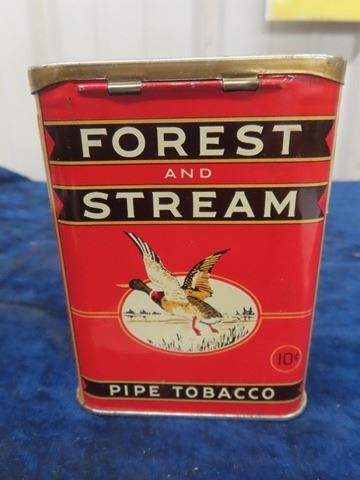 FOREST
AND
STREAM
10¢
PIPE TOBACCO